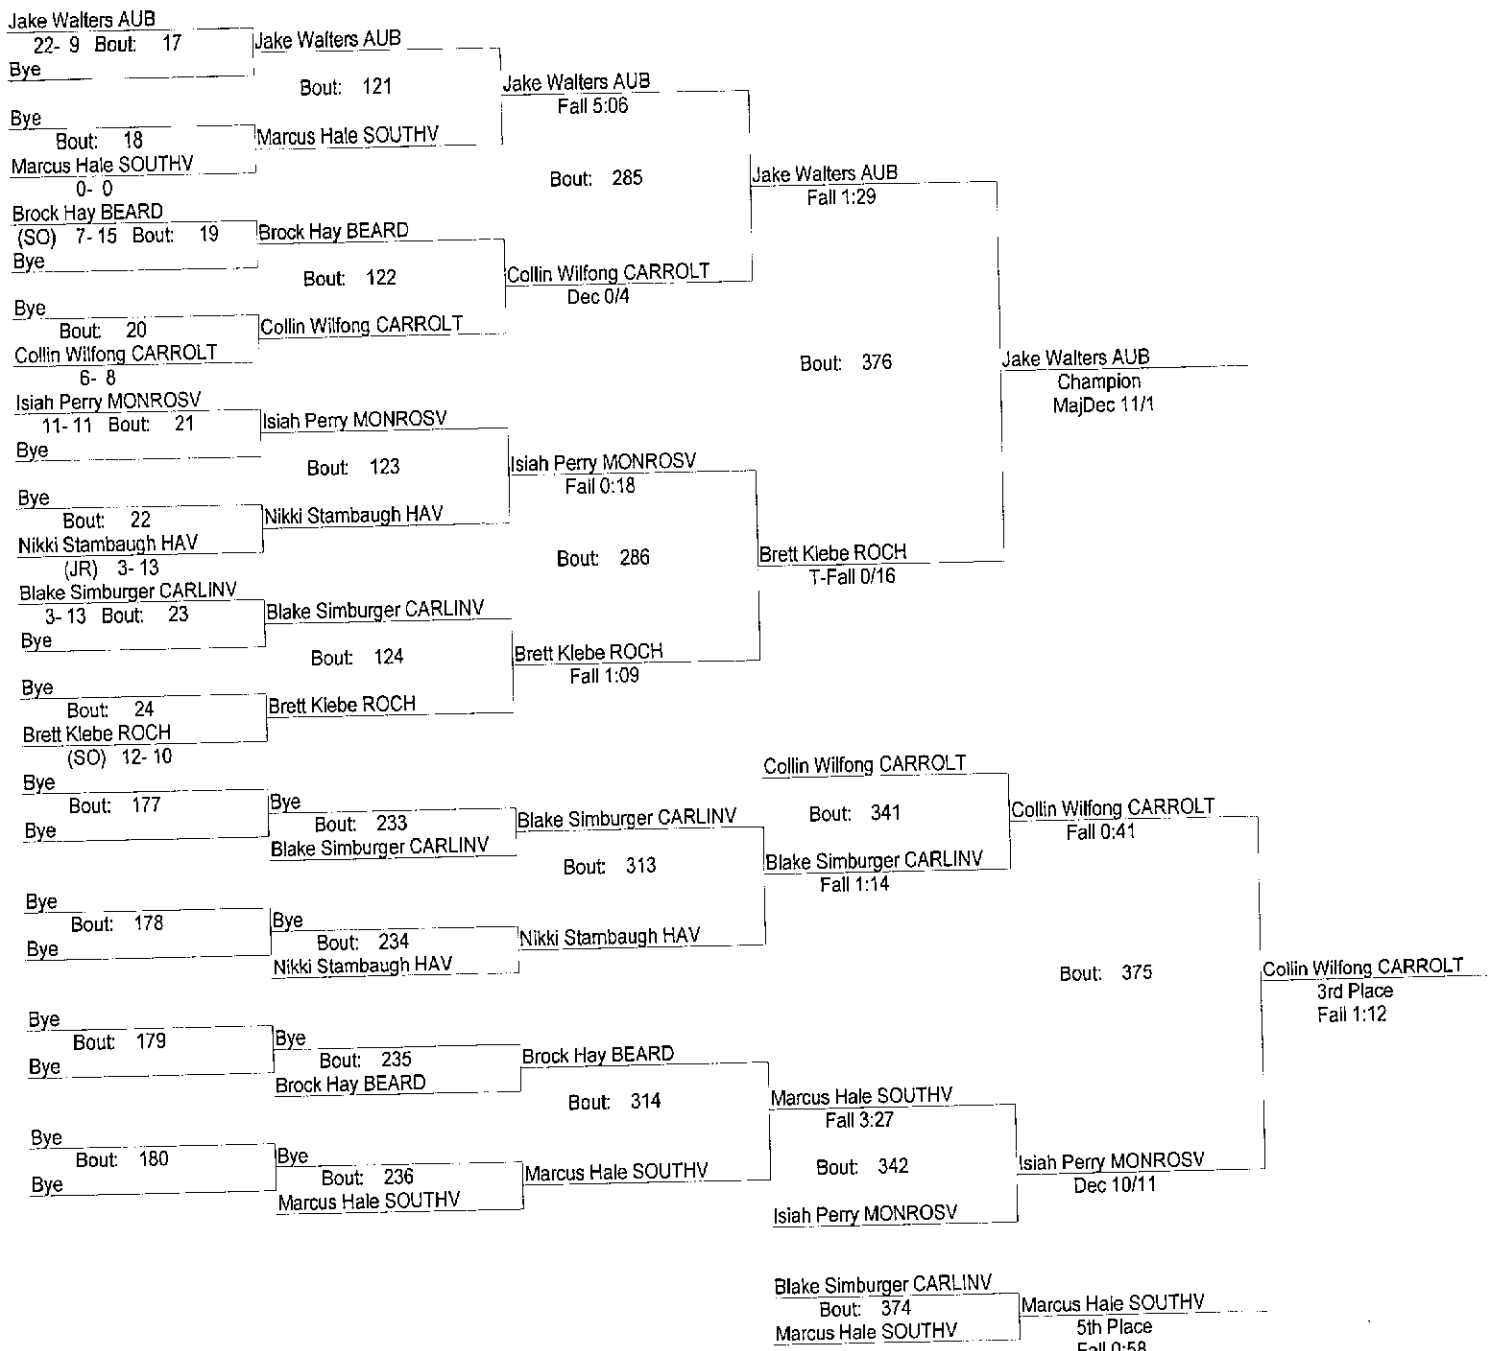 Jake Walters AUB
22- 9 Bout: 17
Bye
Jake Walters AUB
Bout: 121
Bye
Bout: 18
Marcus Hale SOUTHV
0- 0
Marcus Hale SOUTHV
Jake Walters AUB
Fall 5:06
Bout: 285
Brock Hay BEARD
(SO) 7- 15 Bout: 19
Bye
Brock Hay BEARD
Bout: 122
Bye
Bout: 20
Collin Wilfong CARROLT
6- 8
Collin Wilfong CARROLT
Collin Wilfong CARROLT
Dec 0/4
Jake Walters AUB
Fall 1:29
Bout: 376
Isiah Perry MONROSV
11- 11 Bout: 21
Bye
Isiah Perry MONROSV
Bout: 123
Bye
Bout: 22
Nikki Stambaugh HAV
(JR) 3- 13
Nikki Stambaugh HAV
Isiah Perry MONROSV
Fall 0:18
Bout: 286
Blake Simburger CARLINV
3- 13 Bout: 23
Bye
Blake Simburger CARLINV
Bout: 124
Bye
Bout: 24
Brett Klebe ROCH
(SO) 12- 10
Brett Klebe ROCH
Brett Klebe ROCH
Fall 1:09
Brett Klebe ROCH
T-Fall 0/16
Jake Walters AUB
Champion
MajDec 11/1
Bye
Bout: 177
Bye
Bye
Bout: 233
Blake Simburger CARLINV
Blake Simburger CARLINV
Bout: 313
Bye
Bout: 178
Bye
Bye
Bout: 234
Nikki Stambaugh HAV
Nikki Stambaugh HAV
Collin Wilfong CARROLT
Bout: 341
Blake Simburger CARLINV
Fall 1:14
Collin Wilfong CARROLT
Fall 0:41
Bout: 375
Bye
Bout: 179
Bye
Bye
Bout: 235
Brock Hay BEARD
Brock Hay BEARD
Bout: 314
Bye
Bout: 180
Bye
Bye
Bout: 236
Marcus Hale SOUTHV
Marcus Hale SOUTHV
Marcus Hale SOUTHV
Fall 3:27
Bout: 342
Isiah Perry MONROSV
Isiah Perry MONROSV
Dec 10/11
Collin Wilfong CARROLT
3rd Place
Fall 1:12
Blake Simburger CARLINV
Bout: 374
Marcus Hale SOUTHV
Marcus Hale SOUTHV
5th Place
Fall 0:58